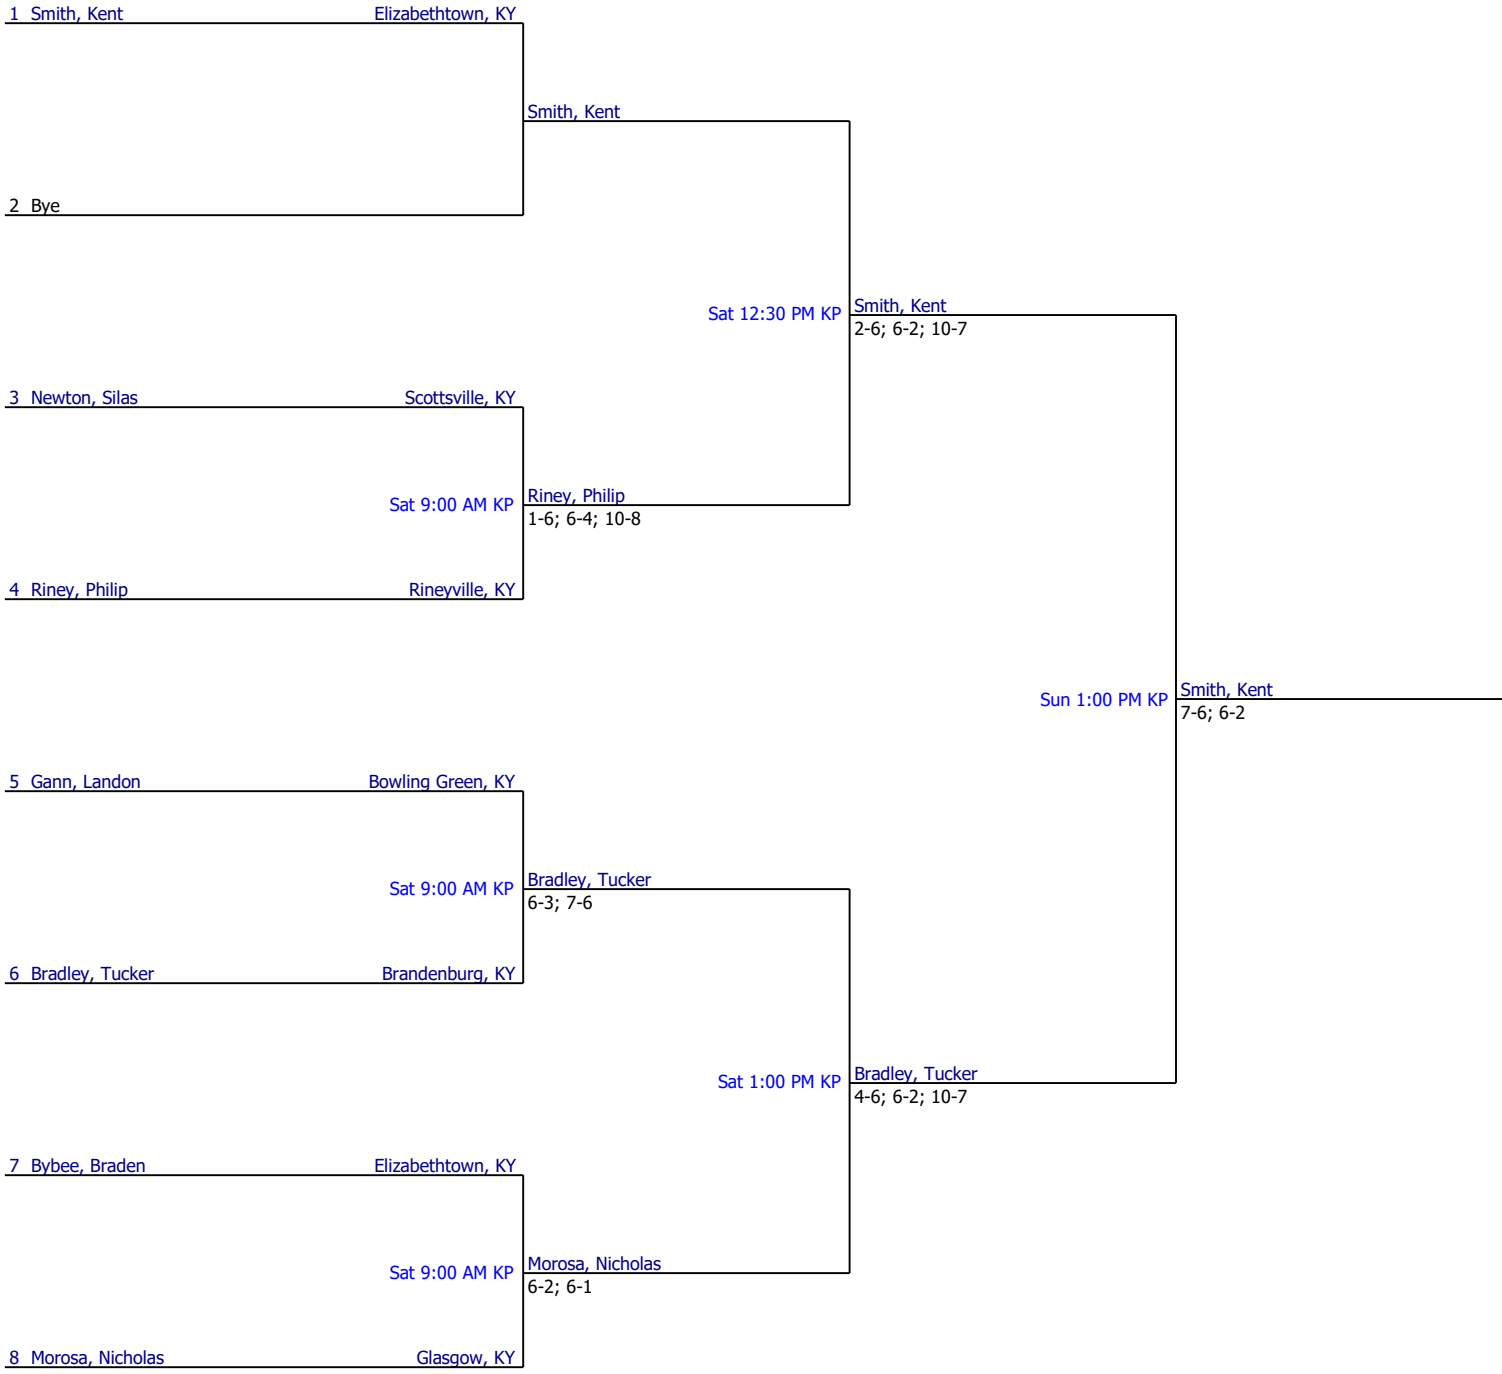 1 Smith, Kent Elizabethtown, KY
Smith, Kent
2 Bye
Sat 12:30 PM KP Smith, Kent
2-6; 6-2; 10-7
3 Newton, Silas Scottsville, KY
Sat 9:00 AM KP Riney, Philip
1-6; 6-4; 10-8
4 Riney, Philip Rineyville, KY
Sun 1:00 PM KP Smith, Kent
7-6; 6-2
5 Gann, Landon Bowling Green, KY
Sat 9:00 AM KP Bradley, Tucker
6-3; 7-6
6 Bradley, Tucker Brandenburg, KY
Sat 1:00 PM KP Bradley, Tucker
4-6; 6-2; 10-7
7 Bybee, Braden Elizabethtown, KY
Sat 9:00 AM KP Morosa, Nicholas
6-2; 6-1
8 Morosa, Nicholas Glasgow, KY